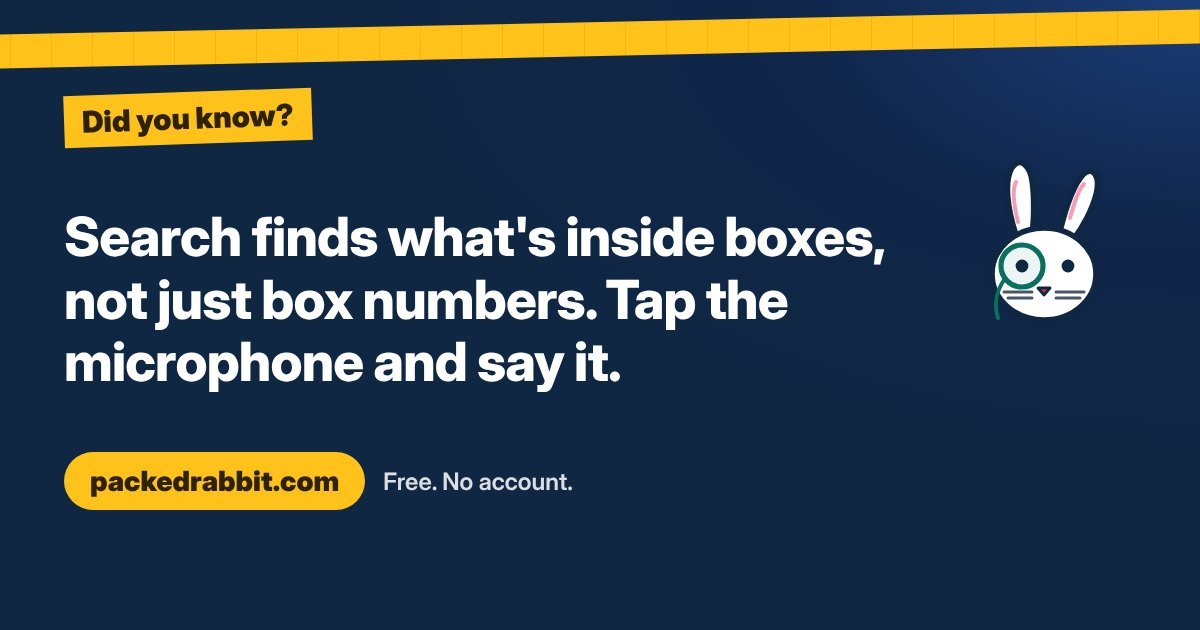 Did you know?
Search finds what's inside boxes,
not just box numbers. Tap the
microphone and say it.
packedrabbit.com
Free. No account.